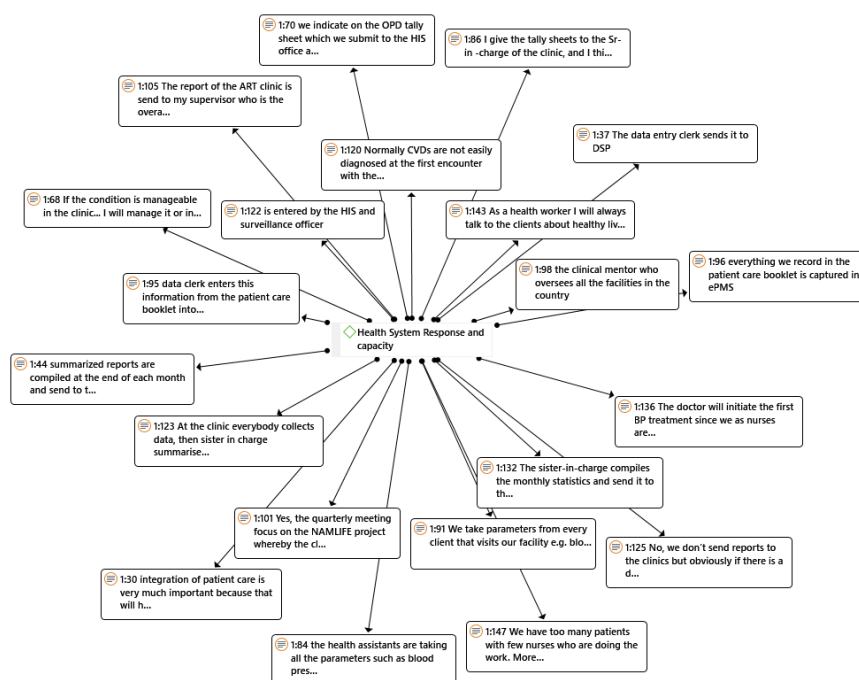 1:70 we indicate on the OPD tally
sheet which we submit to the HIS
office a...
1:86 I give the tally sheets to the Sr-
in -charge of the clinic, and I thi...
1:105 The report of the ART clinic is
send to my supervisor who is the
overa...
1:120 Normally CVDs are not easily
diagnosed at the first encounter
with the...
1:37 The data entry clerk sends it to
DSP
1:68 If the condition is manageable
in the clinic... I will manage it or in...
1:122 is entered by the HIS and
surveillance officer
1:143 As a health worker I will always
talk to the clients about healthy liv...
1:95 data clerk enters this
information from the patient care
booklet into...
1:98 the clinical mentor who
oversees all the facilities in the
country
1:96 everything we record in the
patient care booklet is captured in
ePMS
Health System Response and
capacity
1:44 summarized reports are
compiled at the end of each month
and send to t...
1:136 The doctor will initiate the first
BP treatment since we as nurses
are...
1:123 At the clinic everybody collects
data, then sister in charge
summarise...
1:132 The sister-in-charge compiles
the monthly statistics and send it to
th...
1:101 Yes, the quarterly meeting
focus on the NAMLIFE project
whereby the cl...
1:91 We take parameters from every
client that visits our facility e.g. blo...
1:125 No, we don't send reports to
the clinics but obviously if there is a
d...
1:30 integration of patient care is
very much important because that
will h...
1:84 the health assistants are taking
all the parameters such as blood
pres...
1:147 We have too many patients
with few nurses who are doing the
work. More...